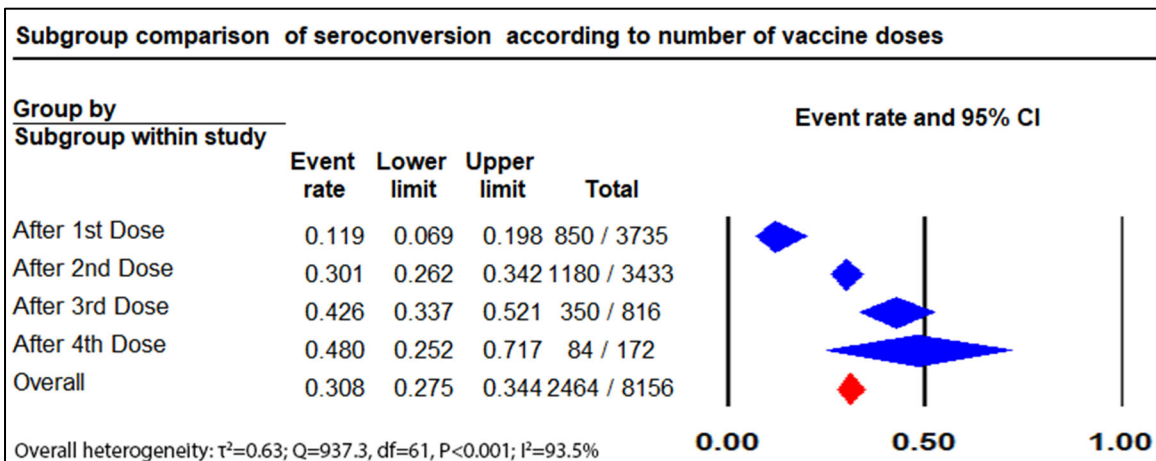 Subgroup comparison of seroconversion according to number of vaccine doses
Group by
Subgroup within study
Event rate and 95% CI
Event Lower Upper
rate limit limit Total
After 1st Dose 0.119 0.069 0.198 850 / 3735
After 2nd Dose 0.301 0.262 0.342 1180 / 3433
After 3rd Dose 0.426 0.337 0.521 350 / 816
After 4th Dose 0.480 0.252 0.717 84 / 172
Overall 0.308 0.275 0.344 2464 / 8156
0.00 0.50 1.00
Overall heterogeneity: τ²=0.63; Q=937.3, df=61, P<0.001; I²=93.5%